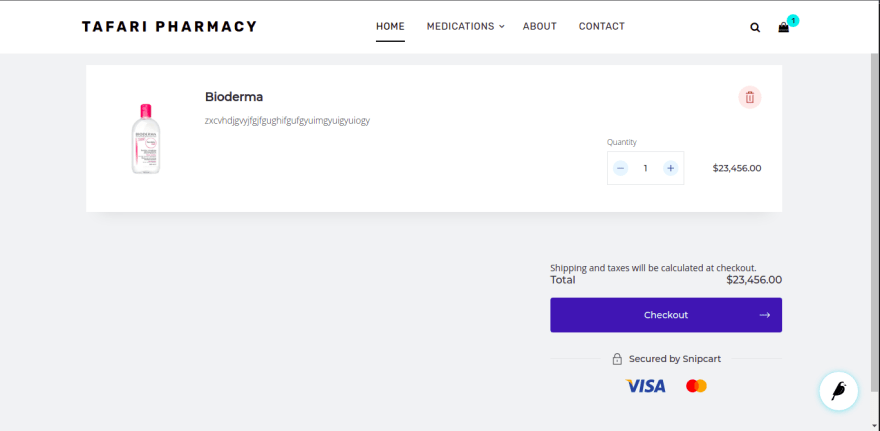 TAFARI PHARMACY
HOME MEDICATIONS ABOUT CONTACT
1
Bioderma
zxcvhdjgvyjfgjfgughifgufgyuimgyuigyuiogy
BIODERMA
Quantity
− 1 + $23,456.00
Shipping and taxes will be calculated at checkout.
Total $23,456.00
Checkout →
Secured by Snipcart
VISA